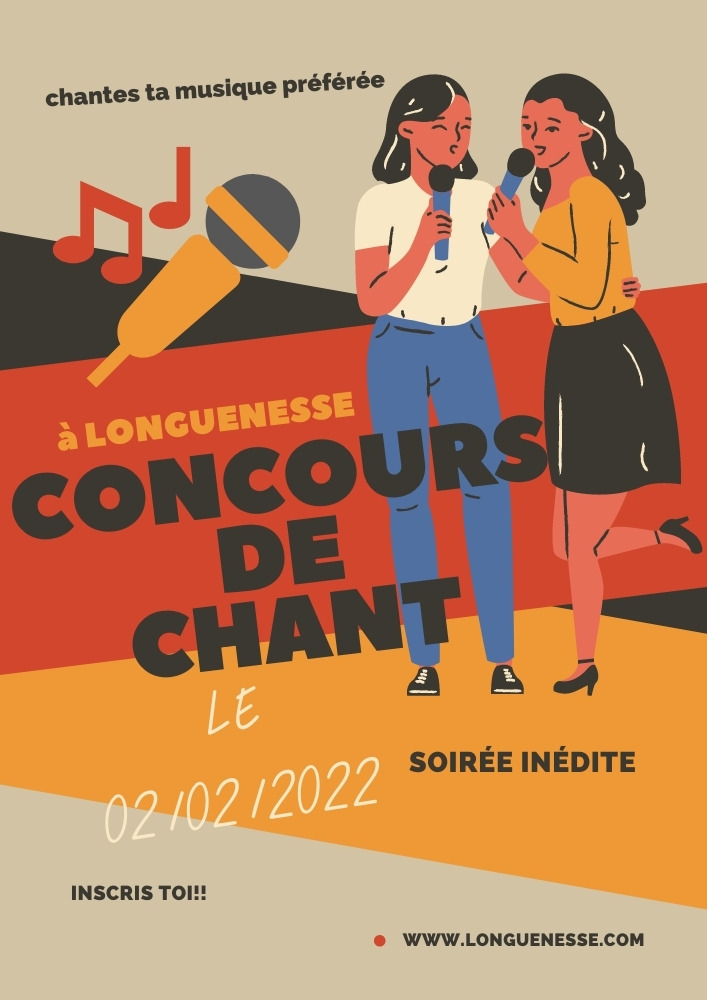 chantes ta musique préférée
à LONGUENESSE
CONCOURS
DE
CHANT
LE
02/02/2022
SOIRÉE INÉDITE
INSCRIS TOI!!
WWW.LONGUENESSE.COM